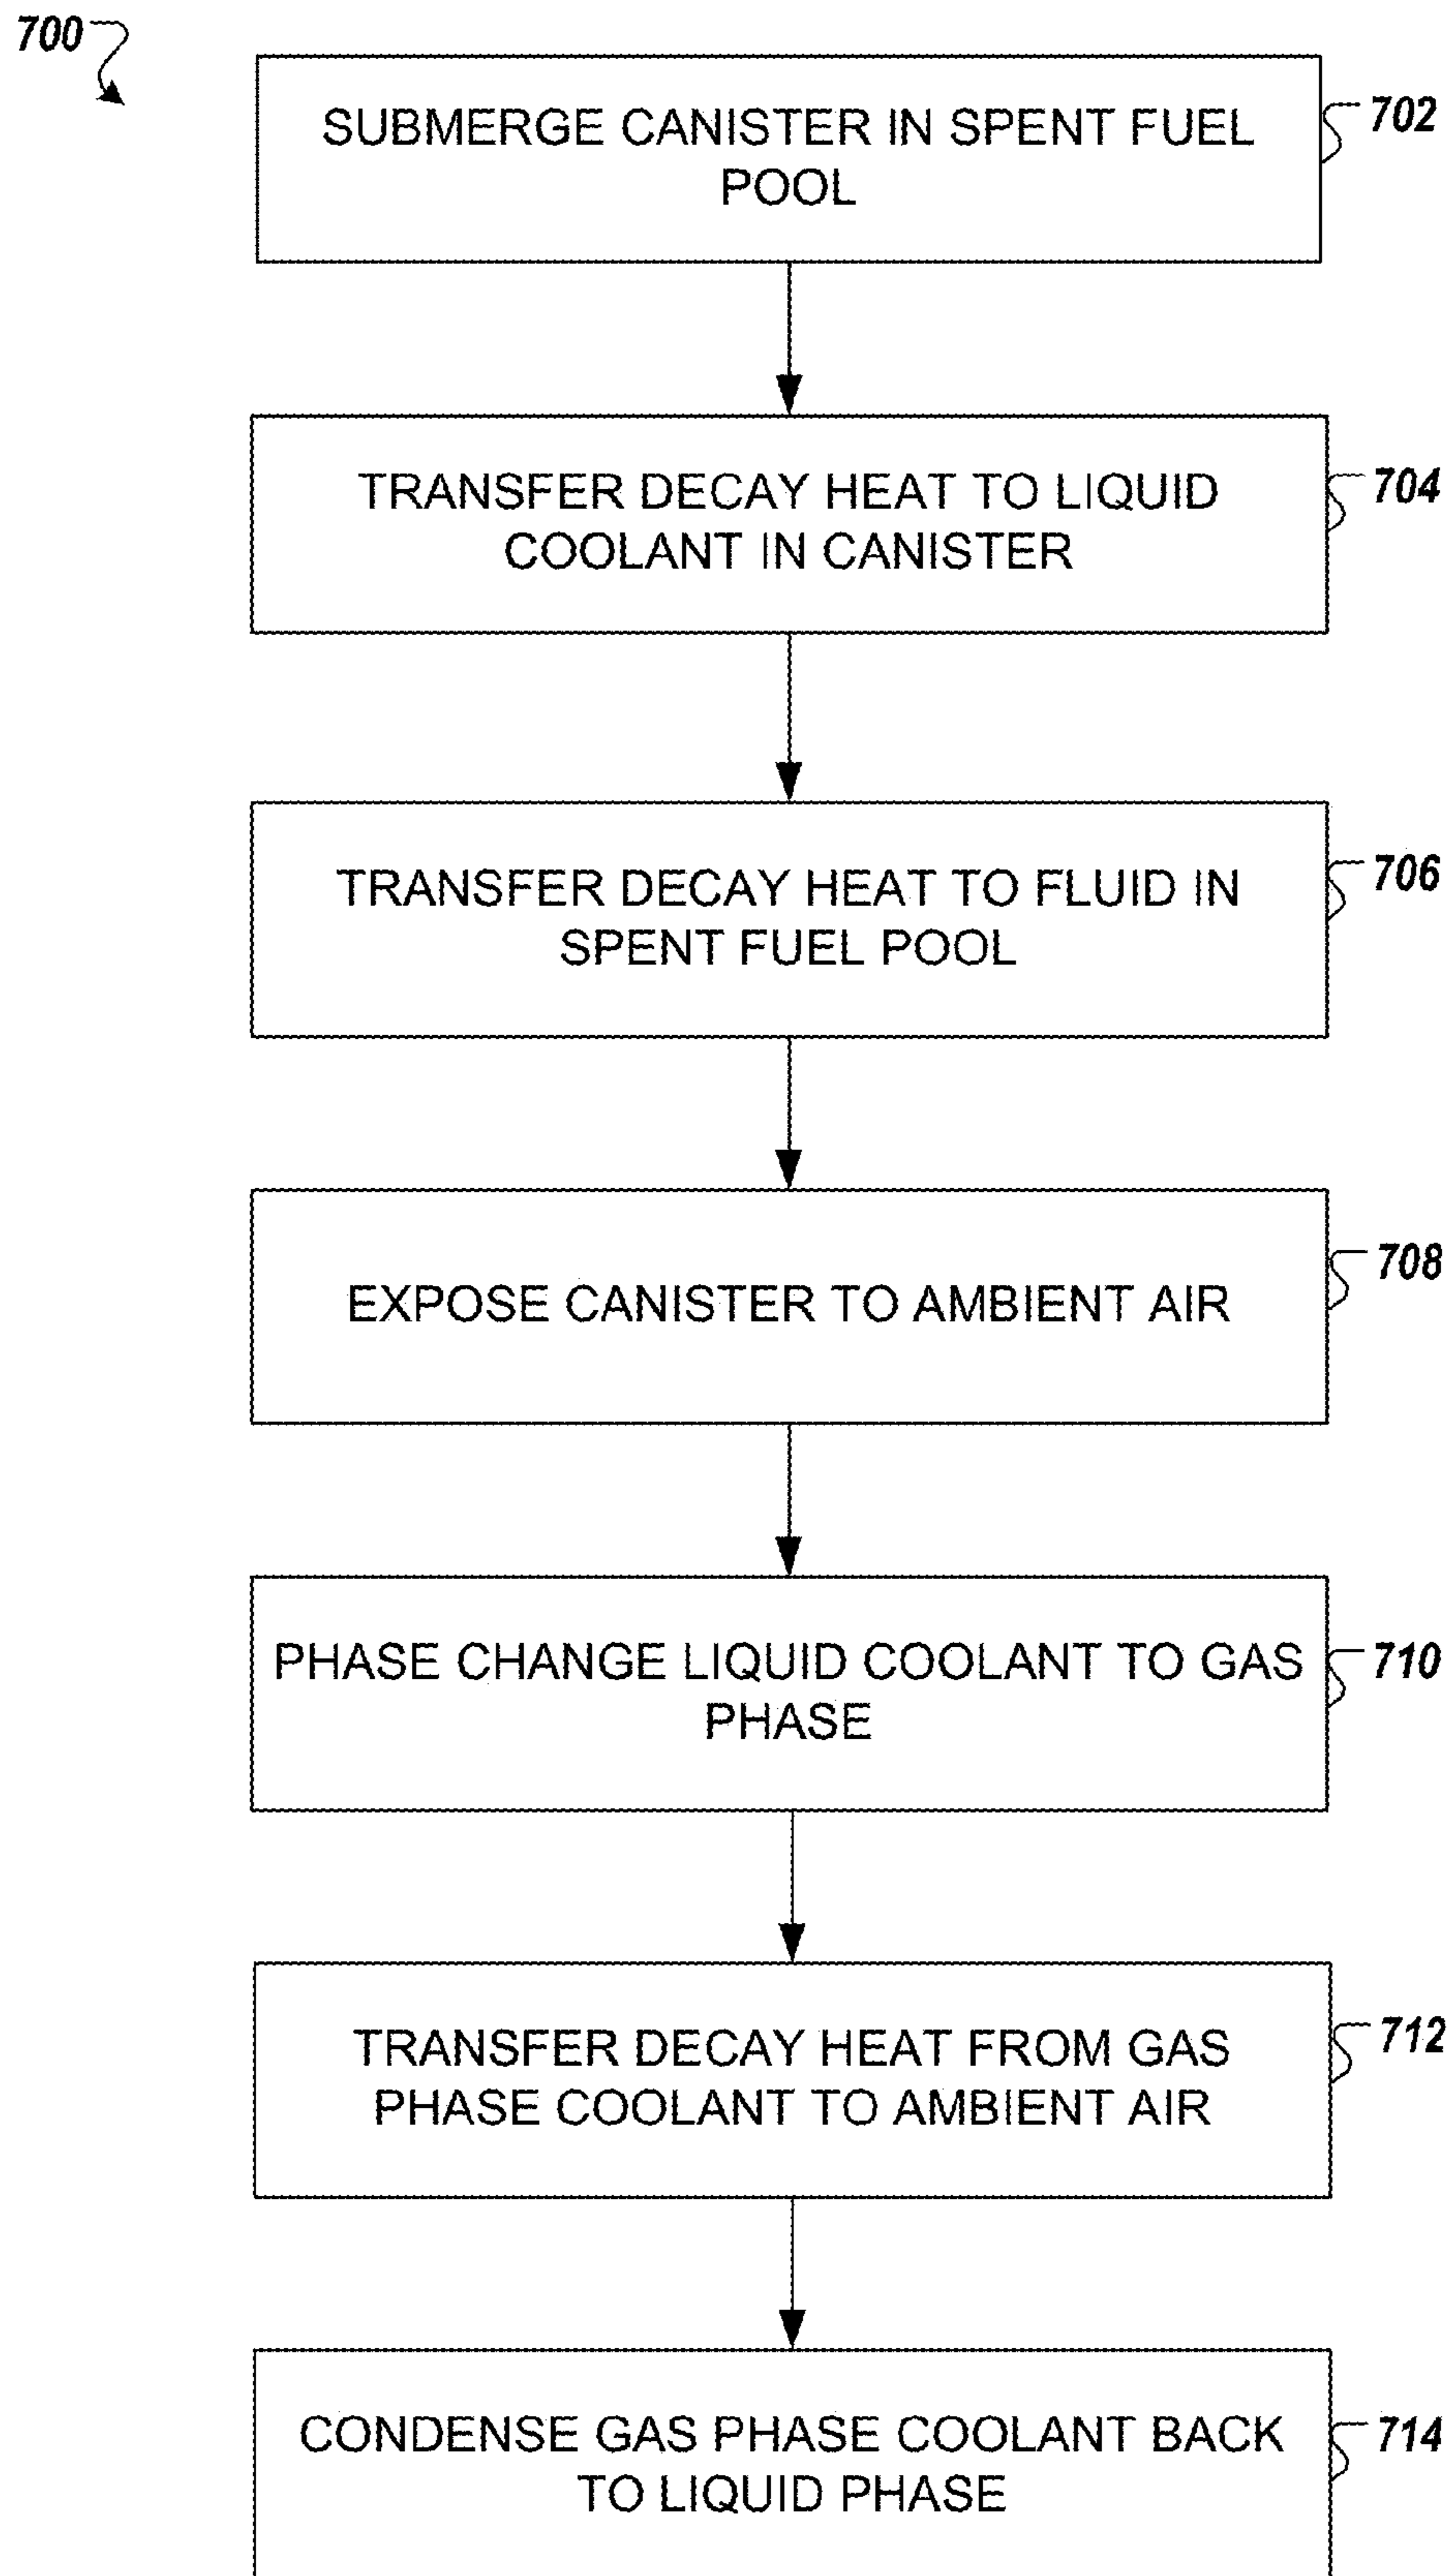 700
SUBMERGE CANISTER IN SPENT FUEL
POOL
702
TRANSFER DECAY HEAT TO LIQUID
COOLANT IN CANISTER
704
TRANSFER DECAY HEAT TO FLUID IN
SPENT FUEL POOL
706
EXPOSE CANISTER TO AMBIENT AIR
708
PHASE CHANGE LIQUID COOLANT TO GAS
PHASE
710
TRANSFER DECAY HEAT FROM GAS
PHASE COOLANT TO AMBIENT AIR
712
CONDENSE GAS PHASE COOLANT BACK
TO LIQUID PHASE
714